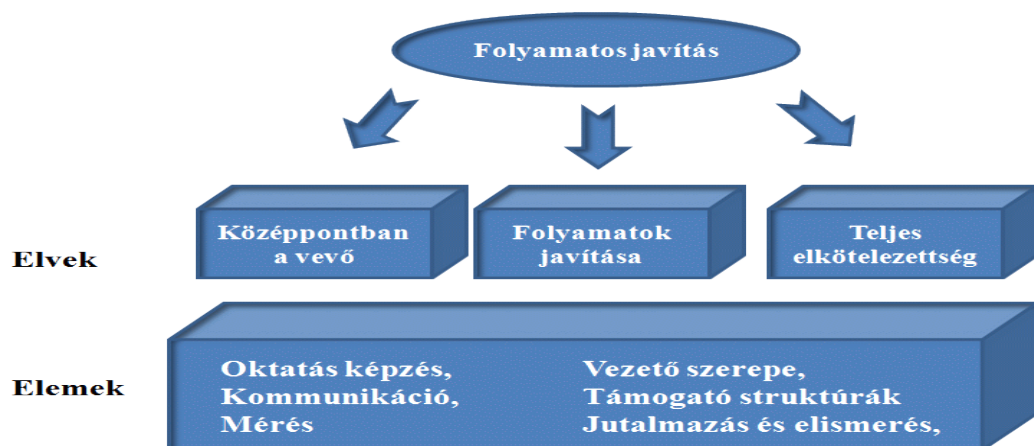 Folyamatos javítás
Elvek
Középpontban
a vevő
Folyamatok
javítása
Teljes
elkötelezettség
Elemek
Oktatás képzés,
Kommunikáció,
Mérés
Vezető szerepe,
Támogató struktúrák
Jutalmazás és elismerés,